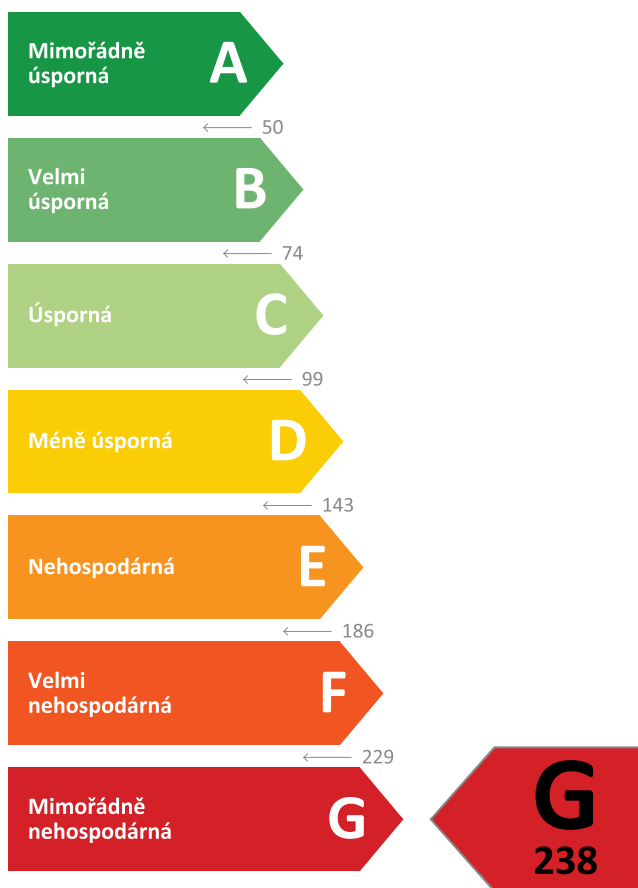 Mimořádně
úsporná
A
50
Velmi
úsporná
B
74
Úsporná
C
99
Méně úsporná
D
143
Nehospodárná
E
186
Velmi
nehospodárná
F
229
Mimořádně
nehospodárná
G
G
238